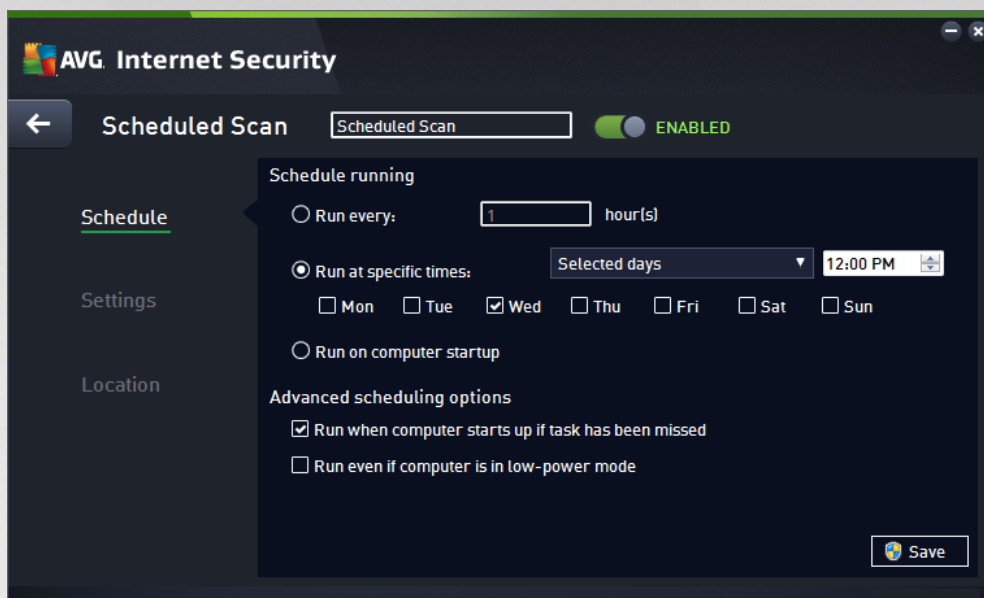 AVG. Internet Security
Scheduled Scan Scheduled Scan ENABLED
Schedule
Settings
Location
Schedule running
Run every: 1 hour(s)
Run at specific times: Selected days 12:00 PM
Mon Tue Wed Thu Fri Sat Sun
Run on computer startup
Advanced scheduling options
Run when computer starts up if task has been missed
Run even if computer is in low-power mode
Save